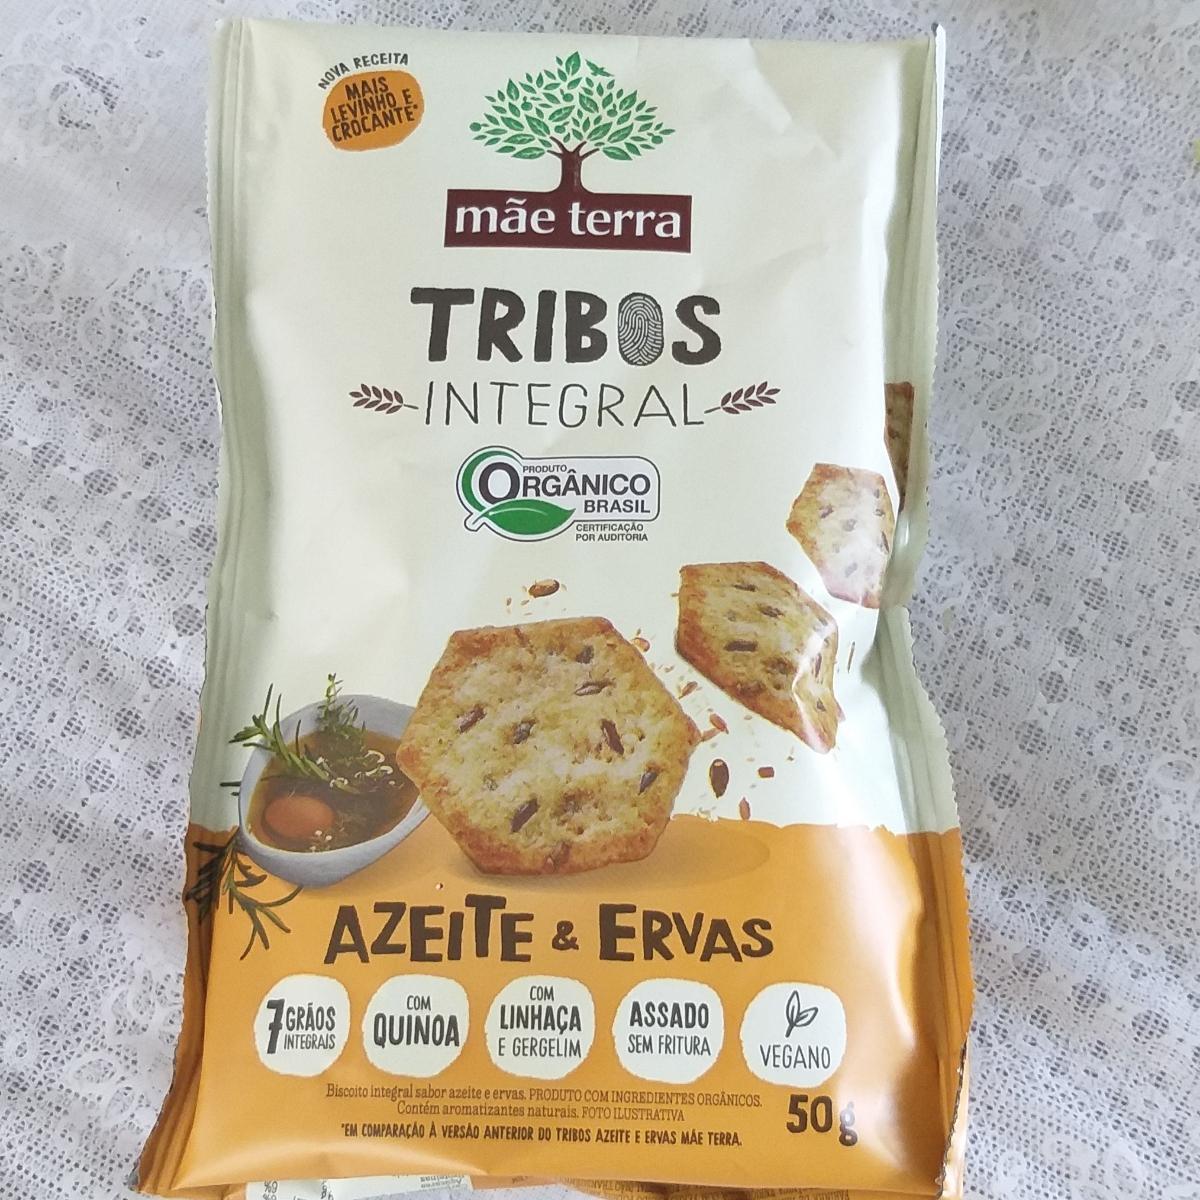 NOVA RECEITA
MAIS
LEVINHO E
CROCANTE*
mãe terra
TRIBOS
INTEGRAL
PRODUTO
ORGÂNICO
BRASIL
CERTIFICAÇÃO
POR AUDITORIA
AZEITE & ERVAS
7 GRÃOS
INTEGRAIS
COM
QUINOA
COM
LINHAÇA
E GERGELIM
ASSADO
SEM FRITURA
VEGANO
Biscoito integral sabor azeite e ervas. PRODUTO COM INGREDIENTES ORGÂNICOS.
Contém aromatizantes naturais. FOTO ILUSTRATIVA
50g
*EM COMPARAÇÃO À VERSÃO ANTERIOR DO TRIBOS AZEITE E ERVAS MÃE TERRA.